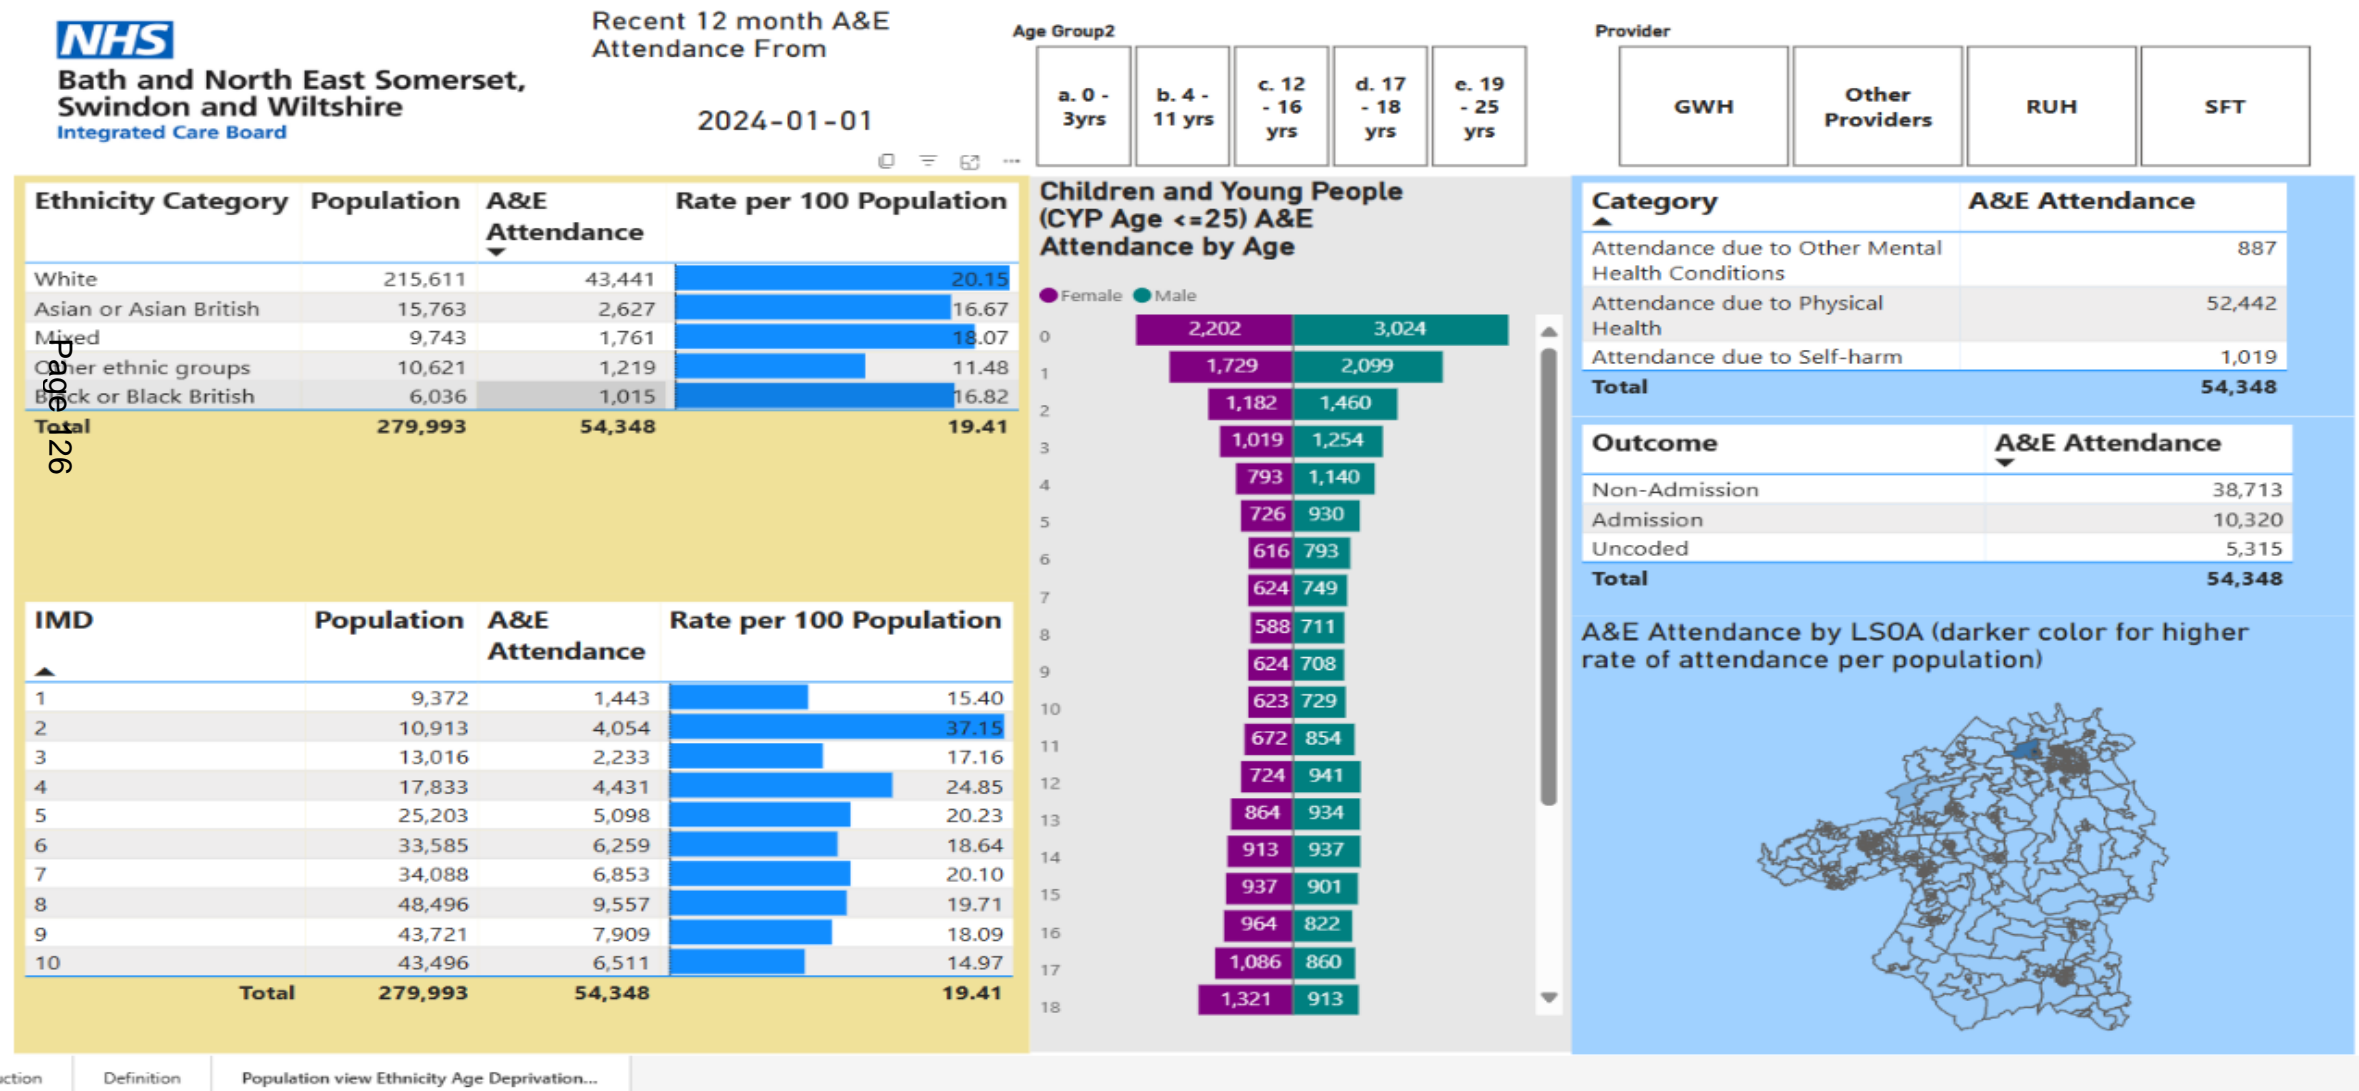 NHS
Bath and North East Somerset,
Swindon and Wiltshire
Integrated Care Board
Recent 12 month A&E
Attendance From
2024-01-01
Age Group2
a. 0 -
3yrs
b. 4 -
11 yrs
c. 12
- 16
yrs
d. 17
- 18
yrs
e. 19
- 25
yrs
Provider
GWH
Other
Providers
RUH
SFT
Ethnicity Category Population A&E Attendance Rate per 100 Population
White 215,611 43,441 20.15
Asian or Asian British 15,763 2,627 16.67
Mixed 9,743 1,761 18.07
Other ethnic groups 10,621 1,219 11.48
Black or Black British 6,036 1,015 16.82
Total 279,993 54,348 19.41
Page 126
IMD Population A&E Attendance Rate per 100 Population
1 9,372 1,443 15.40
2 10,913 4,054 37.15
3 13,016 2,233 17.16
4 17,833 4,431 24.85
5 25,203 5,098 20.23
6 33,585 6,259 18.64
7 34,088 6,853 20.10
8 48,496 9,557 19.71
9 43,721 7,909 18.09
10 43,496 6,511 14.97
Total 279,993 54,348 19.41
Children and Young People
(CYP Age <=25) A&E
Attendance by Age
Female Male
0 2,202 3,024
1 1,729 2,099
2 1,182 1,460
3 1,019 1,254
4 793 1,140
5 726 930
6 616 793
7 624 749
8 588 711
9 624 708
10 623 729
11 672 854
12 724 941
13 864 934
14 913 937
15 937 901
16 964 822
17 1,086 860
18 1,321 913
Category A&E Attendance
Attendance due to Other Mental
Health Conditions 887
Attendance due to Physical
Health 52,442
Attendance due to Self-harm 1,019
Total 54,348
Outcome A&E Attendance
Non-Admission 38,713
Admission 10,320
Uncoded 5,315
Total 54,348
A&E Attendance by LSOA (darker color for higher
rate of attendance per population)
ction
Definition
Population view Ethnicity Age Deprivation...